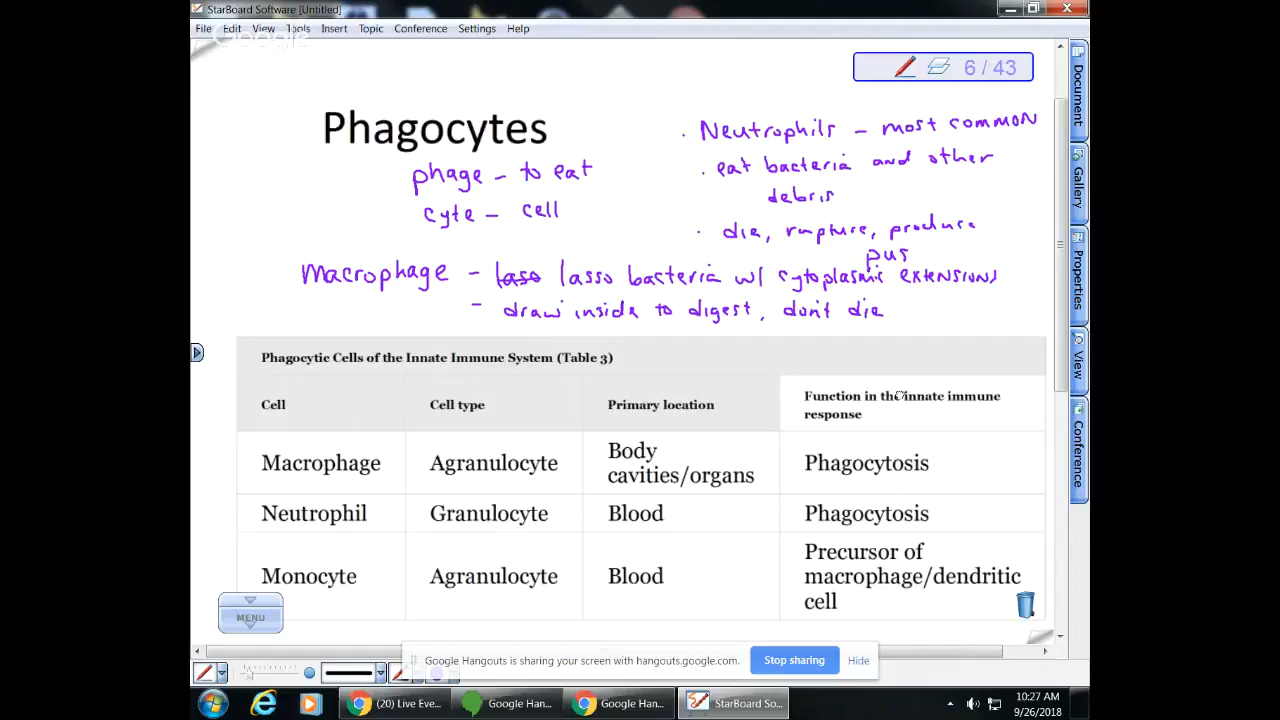 StarBoard Software [Untitled]
File Edit View Tools Insert Topic Conference Settings Help
Google
6 / 43
Phagocytes
phage - to eat
cyte - cell
· Neutrophils - most common
· eat bacteria and other
debris
· die, rupture, produce
pus
Macrophage - laso lasso bacteria w/ cytoplasmic extensions
- draw inside to digest, don't die
Phagocytic Cells of the Innate Immune System (Table 3)
Cell Cell type Primary location Function in the innate immune
response
Macrophage Agranulocyte Body
cavities/organs Phagocytosis
Neutrophil Granulocyte Blood Phagocytosis
Monocyte Agranulocyte Blood Precursor of
macrophage/dendritic
cell
MENU
Document
Gallery
Properties
View
Conference
Google Hangouts is sharing your screen with hangouts.google.com. Stop sharing Hide
(20) Live Eve... Google Han... Google Han... StarBoard So...
10:27 AM
9/26/2018